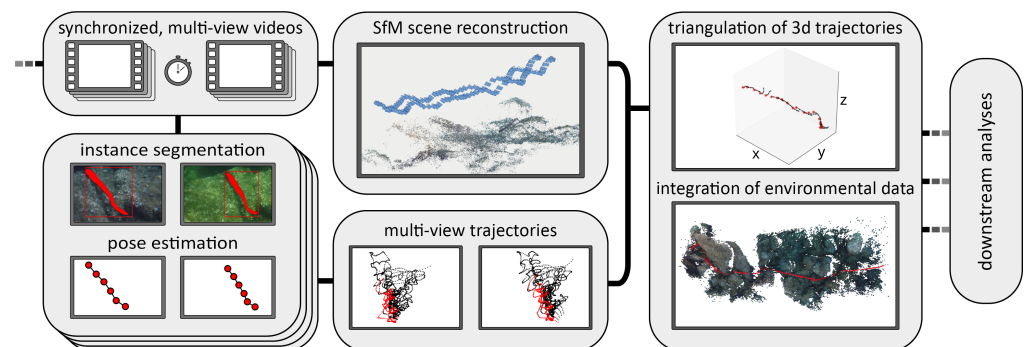 synchronized, multi-view videos
instance segmentation
pose estimation
SfM scene reconstruction
multi-view trajectories
triangulation of 3d trajectories
z
x
y
integration of environmental data
downstream analyses